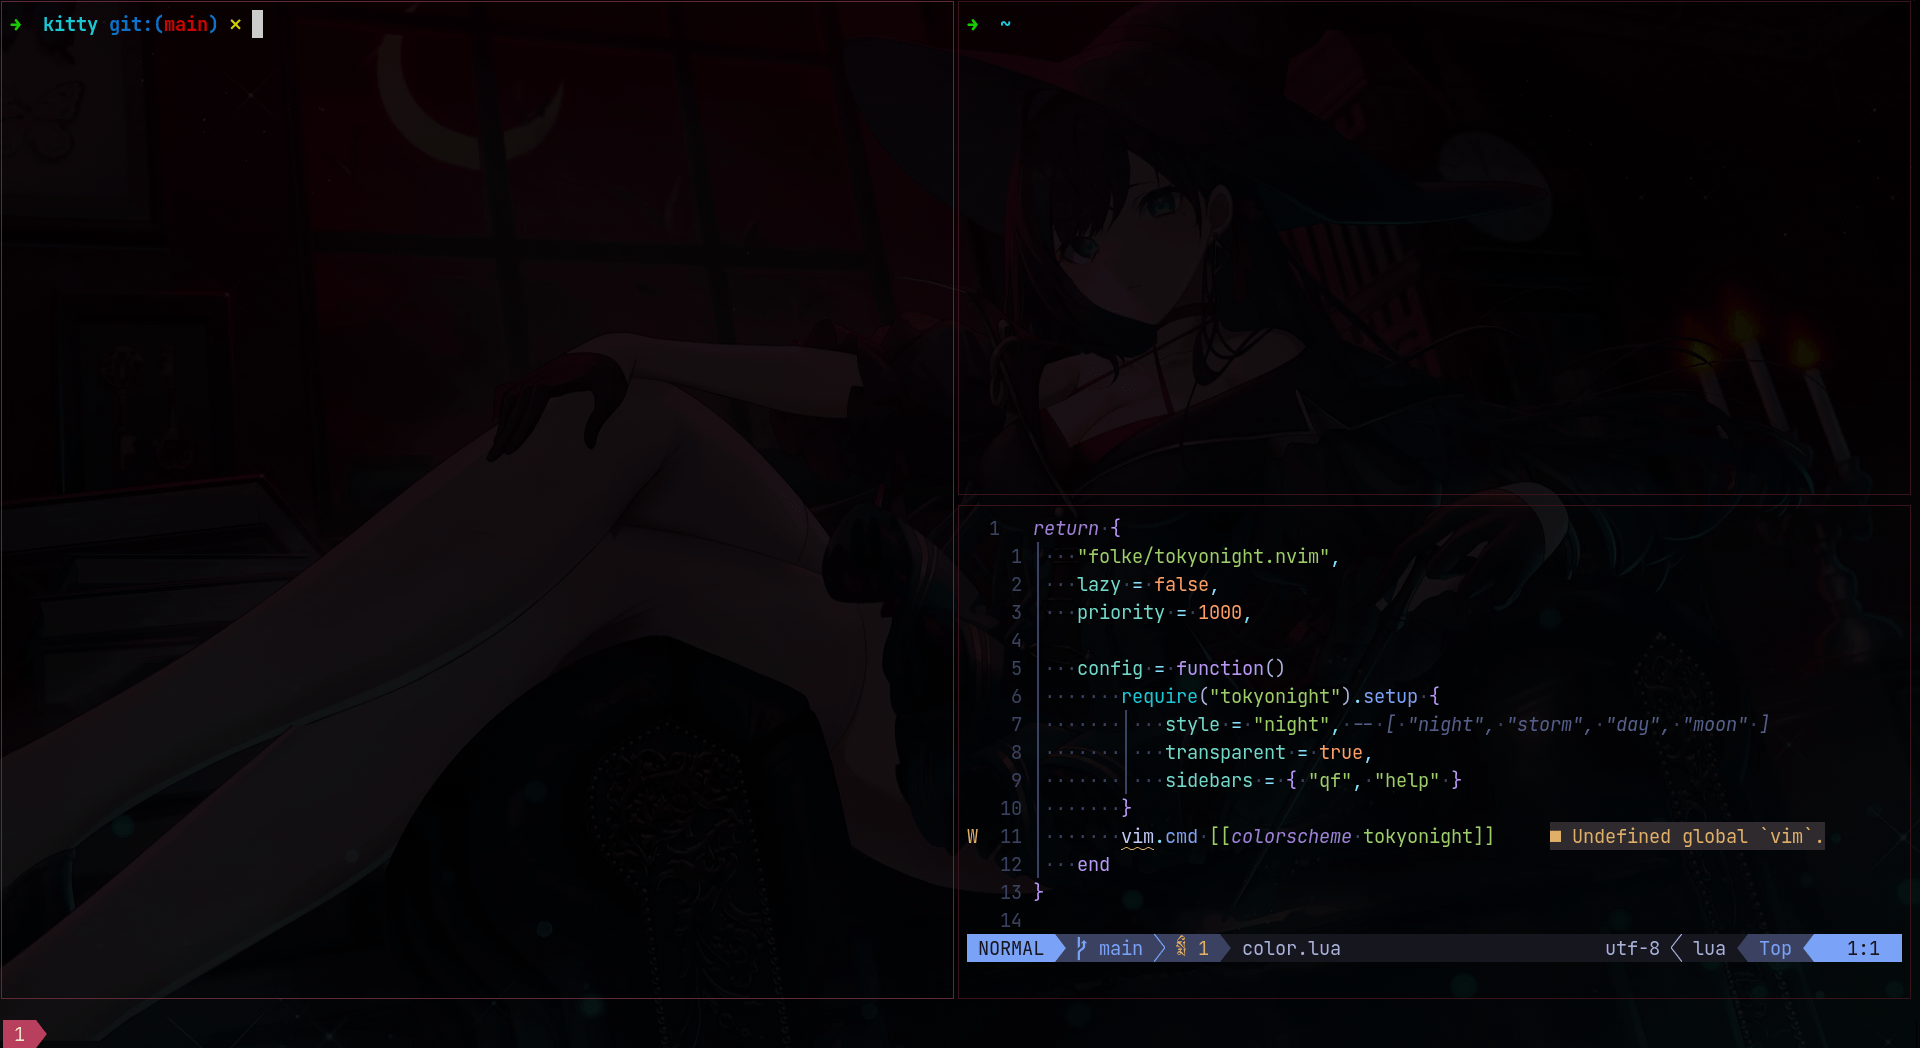 ➜  kitty git:(main) ✗
➜  ~
1   return {
1   "folke/tokyonight.nvim",
2   lazy = false,
3   priority = 1000,
4
5   config = function()
6   require("tokyonight").setup {
7   style = "night", -- [ "night", "storm", "day", "moon" ]
8   transparent = true,
9   sidebars = { "qf", "help" }
10   }
W 11   vim.cmd [[colorscheme tokyonight]]   ■ Undefined global `vim`.
12   end
13   }
14
NORMAL   main   1   color.lua   utf-8   lua   Top   1:1
1